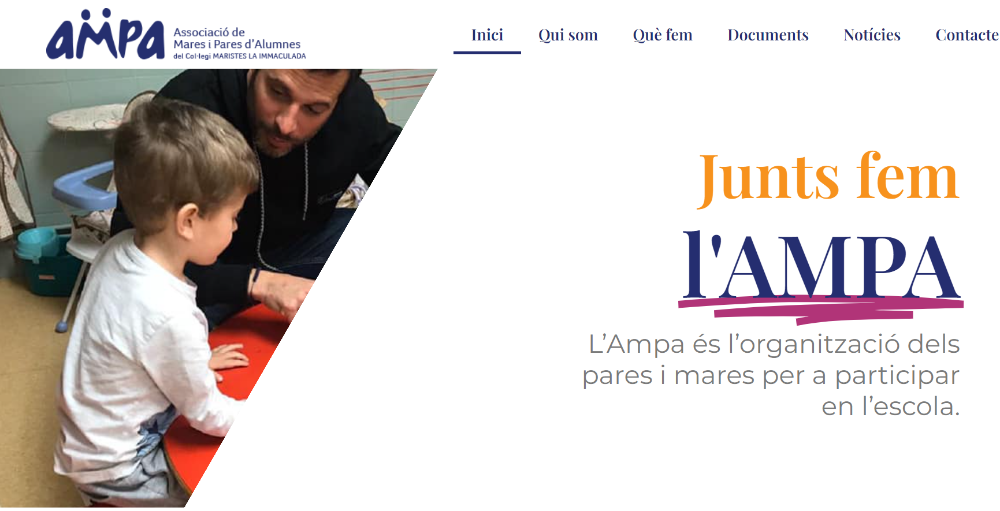 aMPa
Associació de
Mares i Pares d'Alumnes
del Col·legi MARISTES LA IMMACULADA
Inici
Qui som
Què fem
Documents
Notícies
Contacte
Junts fem
l'AMPA
L’Ampa és l’organització dels
pares i mares per a participar
en l’escola.